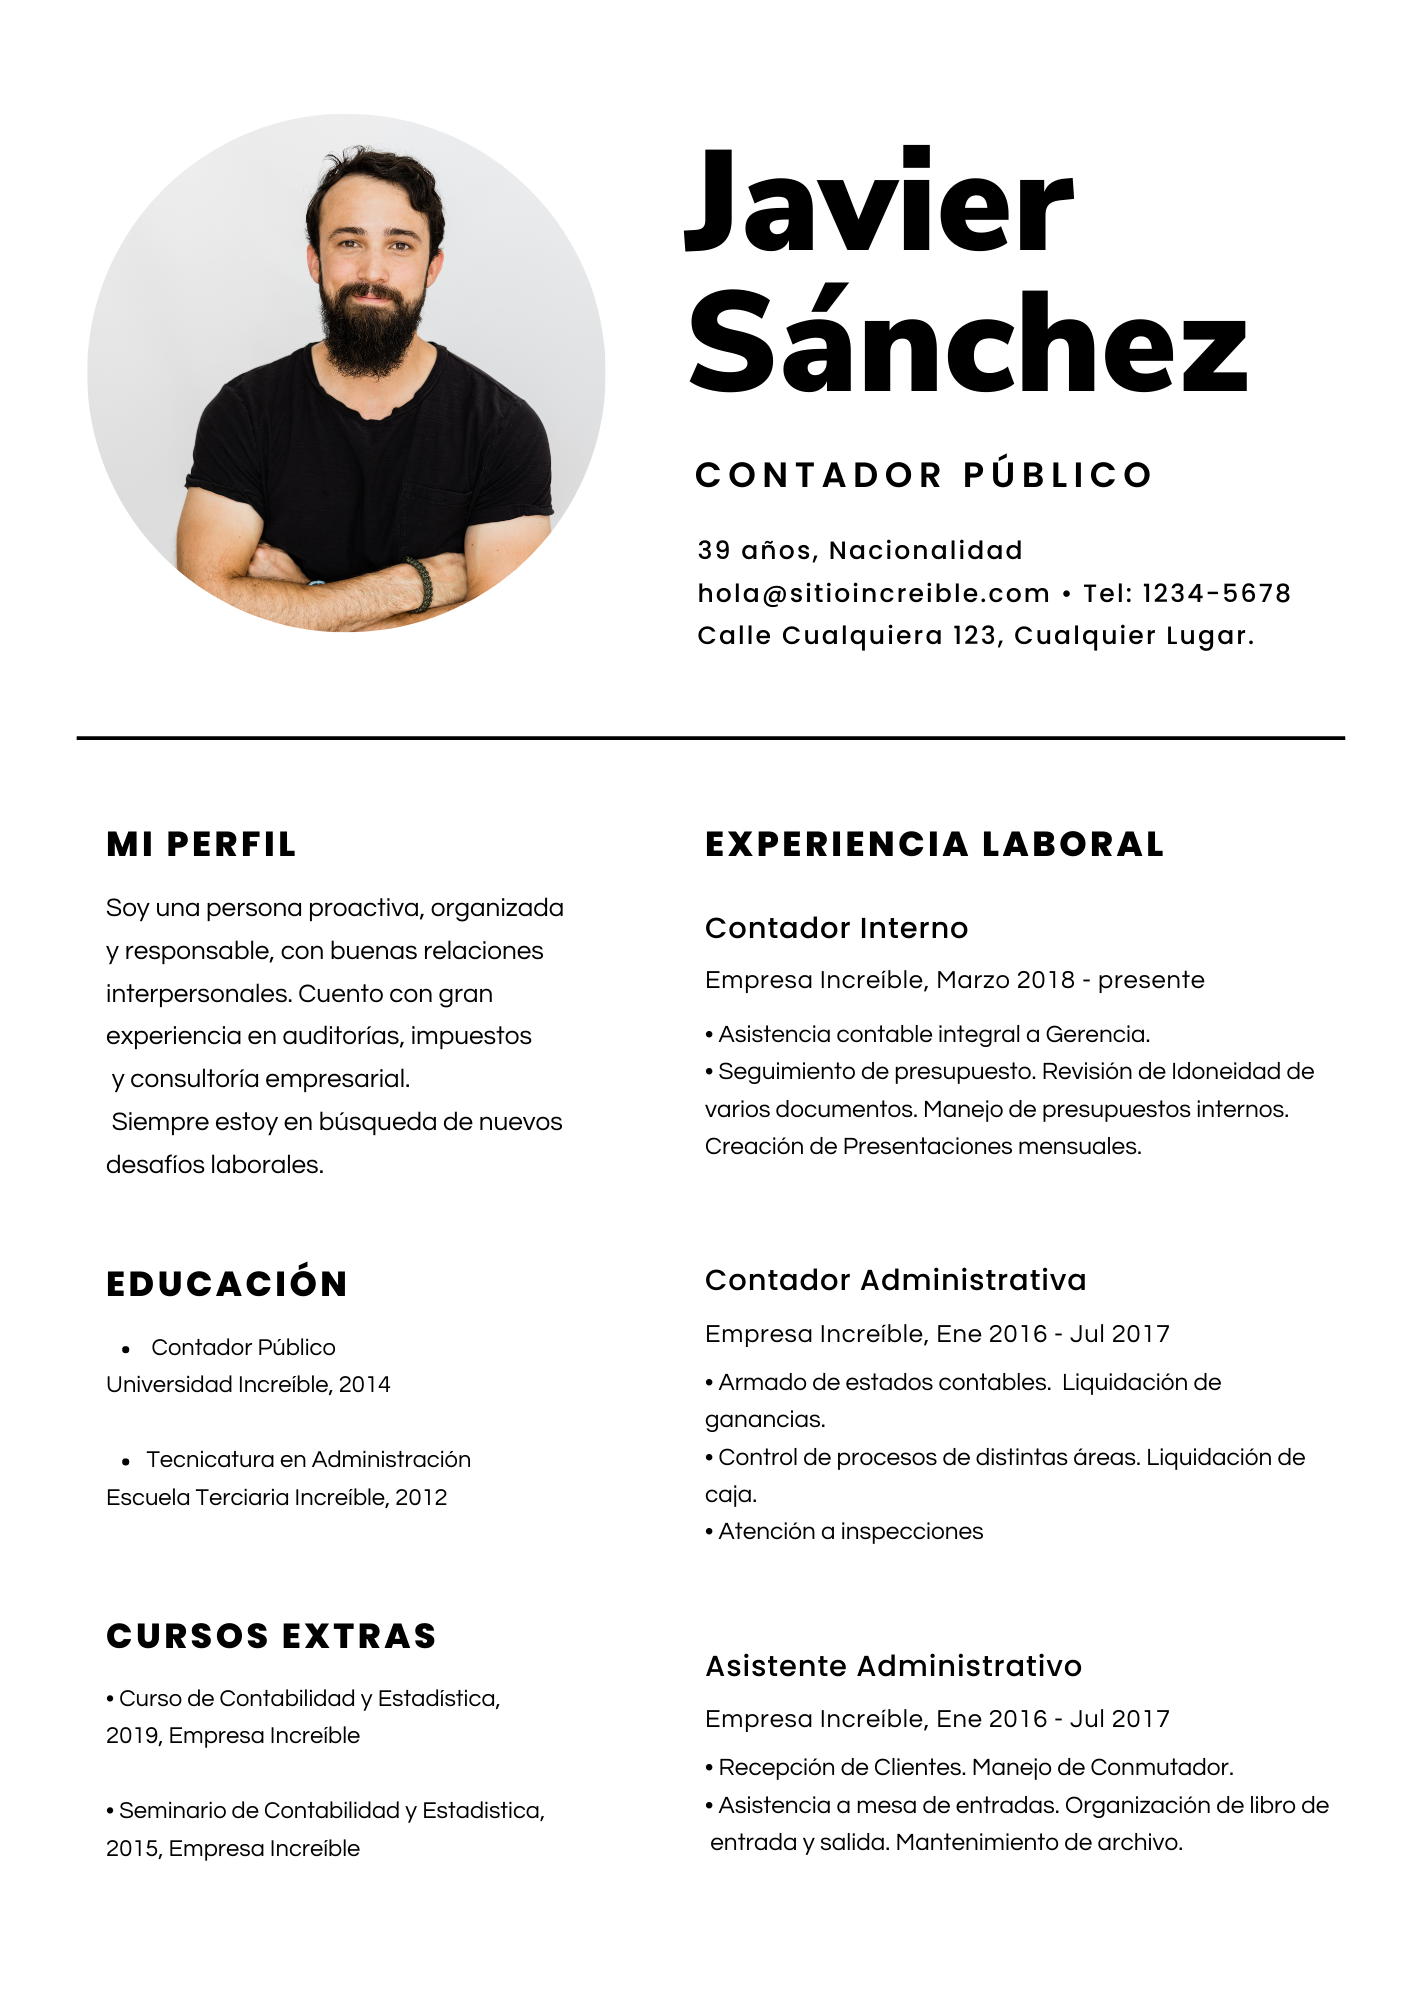 Javier
Sánchez
CONTADOR PÚBLICO
39 años, Nacionalidad
hola@sitioincreible.com • Tel: 1234-5678
Calle Cualquiera 123, Cualquier Lugar.
MI PERFIL
Soy una persona proactiva, organizada
y responsable, con buenas relaciones
interpersonales. Cuento con gran
experiencia en auditorías, impuestos
y consultoría empresarial.
Siempre estoy en búsqueda de nuevos
desafíos laborales.
EDUCACIÓN
• Contador Público
Universidad Increíble, 2014
• Tecnicatura en Administración
Escuela Terciaria Increíble, 2012
CURSOS EXTRAS
• Curso de Contabilidad y Estadística,
2019, Empresa Increíble
• Seminario de Contabilidad y Estadistica,
2015, Empresa Increíble
EXPERIENCIA LABORAL
Contador Interno
Empresa Increíble, Marzo 2018 - presente
• Asistencia contable integral a Gerencia.
• Seguimiento de presupuesto. Revisión de Idoneidad de
varios documentos. Manejo de presupuestos internos.
Creación de Presentaciones mensuales.
Contador Administrativa
Empresa Increíble, Ene 2016 - Jul 2017
• Armado de estados contables.  Liquidación de
ganancias.
• Control de procesos de distintas áreas. Liquidación de
caja.
• Atención a inspecciones
Asistente Administrativo
Empresa Increíble, Ene 2016 - Jul 2017
• Recepción de Clientes. Manejo de Conmutador.
• Asistencia a mesa de entradas. Organización de libro de
entrada y salida. Mantenimiento de archivo.